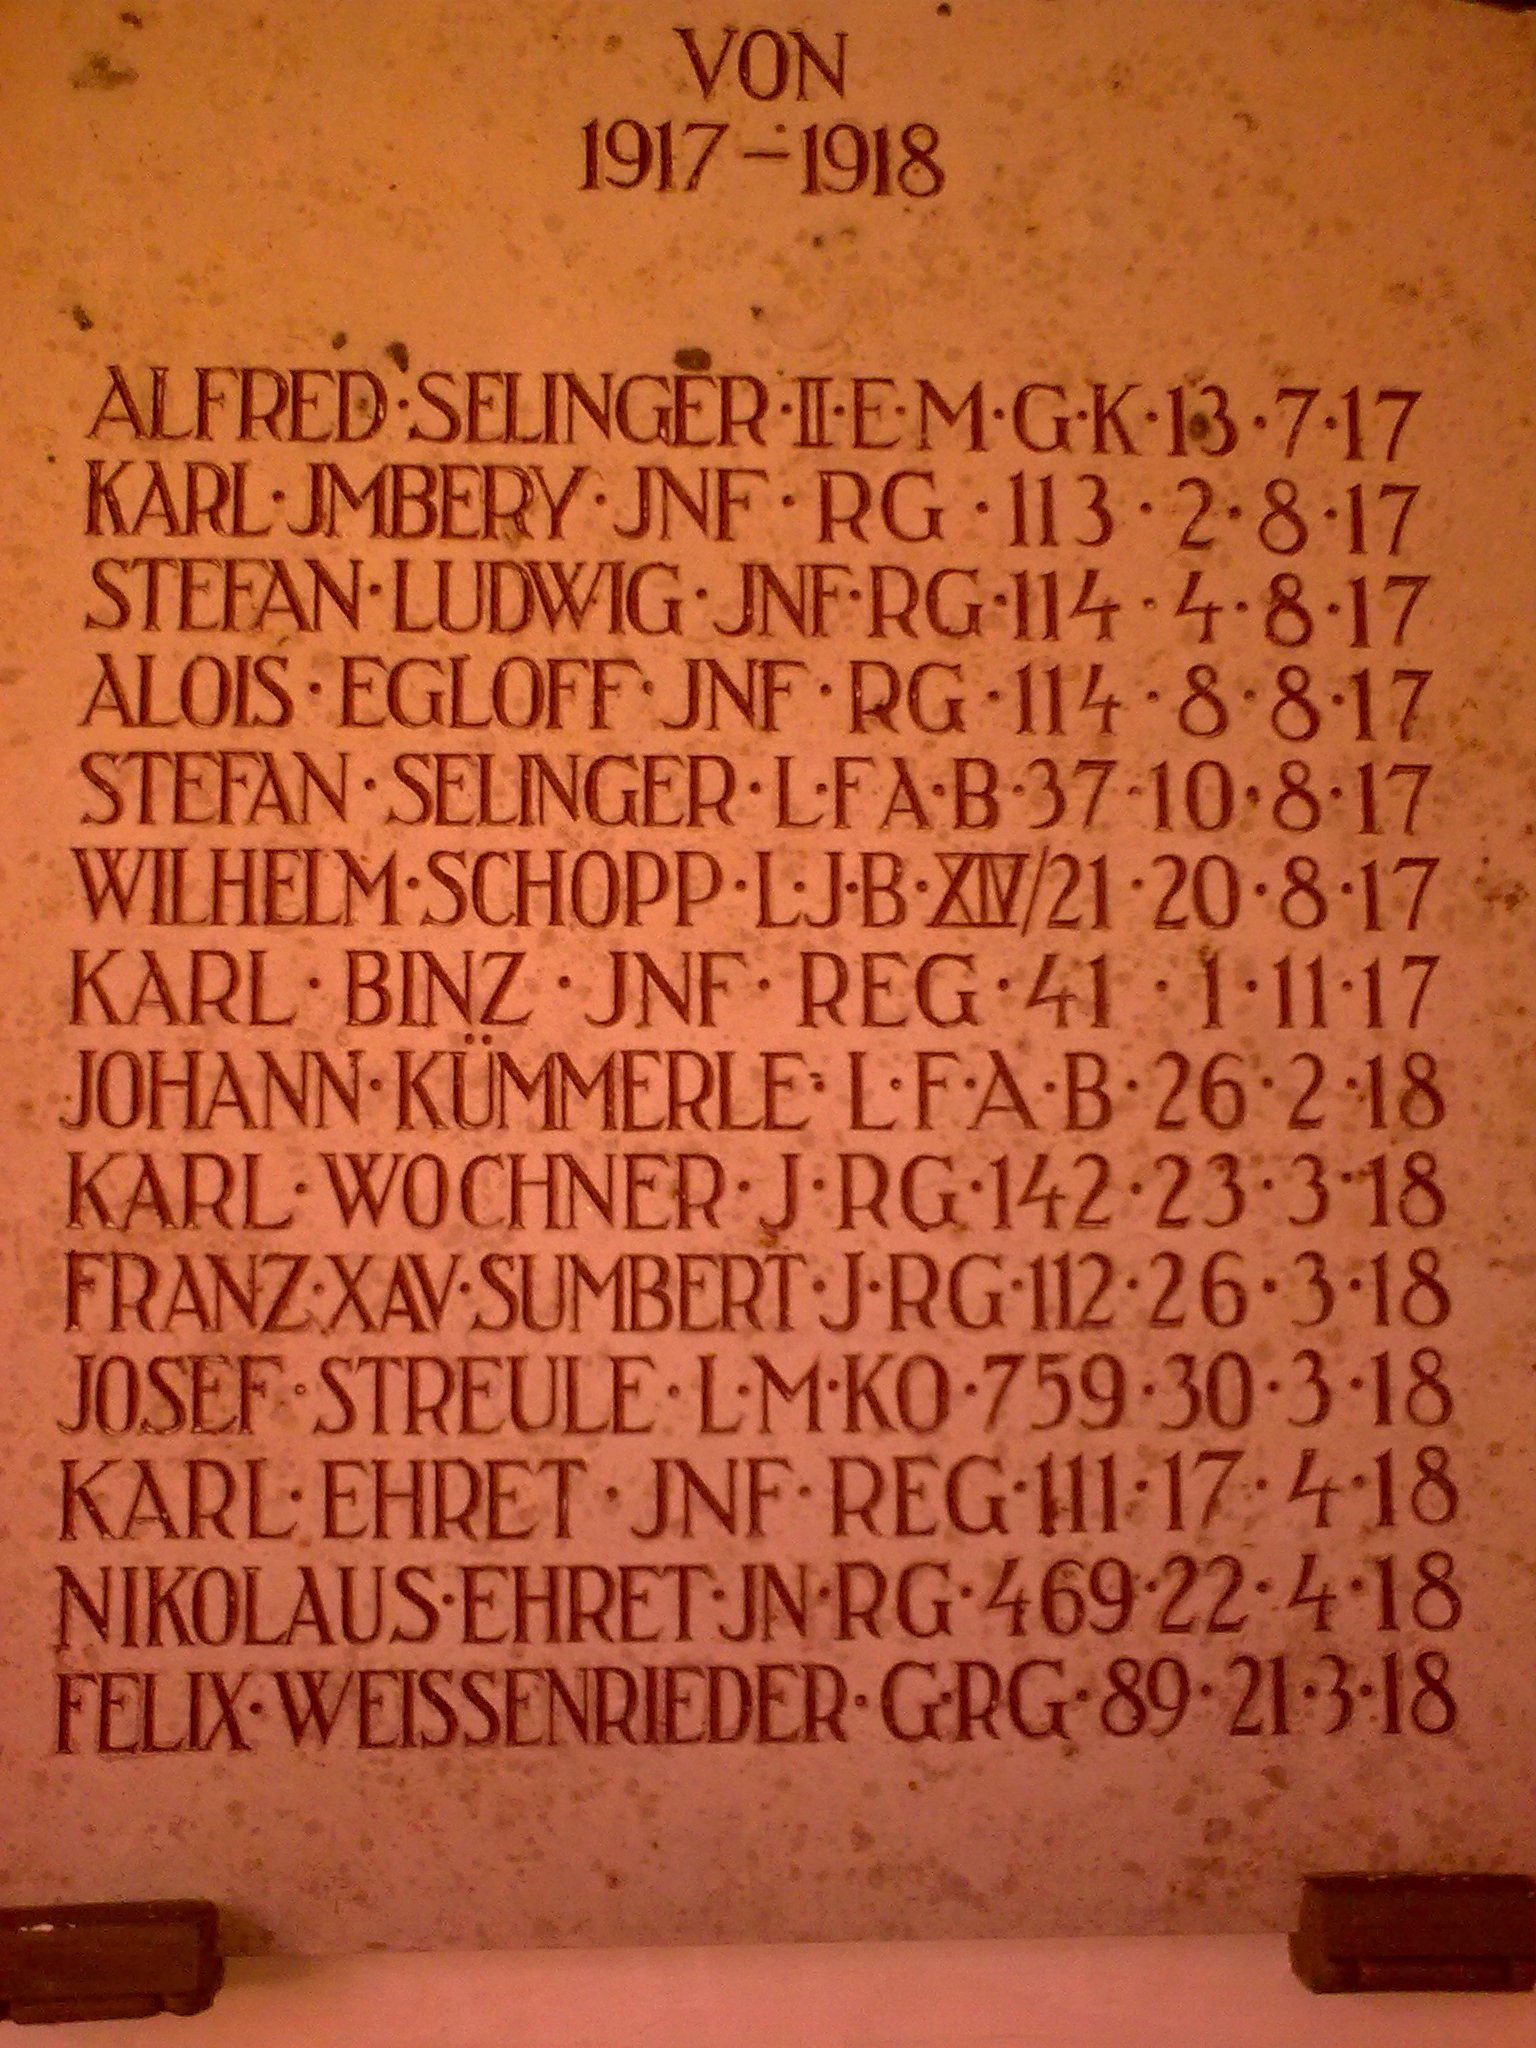 VON
1917–1918
ALFRED·SELINGER·II·E·M·G·K·13·7·17
KARL·JMBERY·JNF·RG·113·2·8·17
STEFAN·LUDWIG·JNF·RG·114·4·8·17
ALOIS·EGLOFF·JNF·RG·114·8·8·17
STEFAN·SELINGER·L·F A·B·37·10·8·17
WILHELM·SCHOPP·L·J·B·XIV/21·20·8·17
KARL·BINZ·JNF·REG·41·1·11·17
JOHANN·KÜMMERLE·L·F·A·B·26·2·18
KARL·WOCHNER·J·RG·142·23·3·18
FRANZ·XAV·SUMBERT·J·RG·112·26·3·18
JOSEF·STREULE·L·M·KO·759·30·3·18
KARL·EHRET·JNF·REG·111·17·4·18
NIKOLAUS·EHRET·JN·RG·469·22·4·18
FELIX·WEISSENRIEDER·G·RG·89·21·3·18